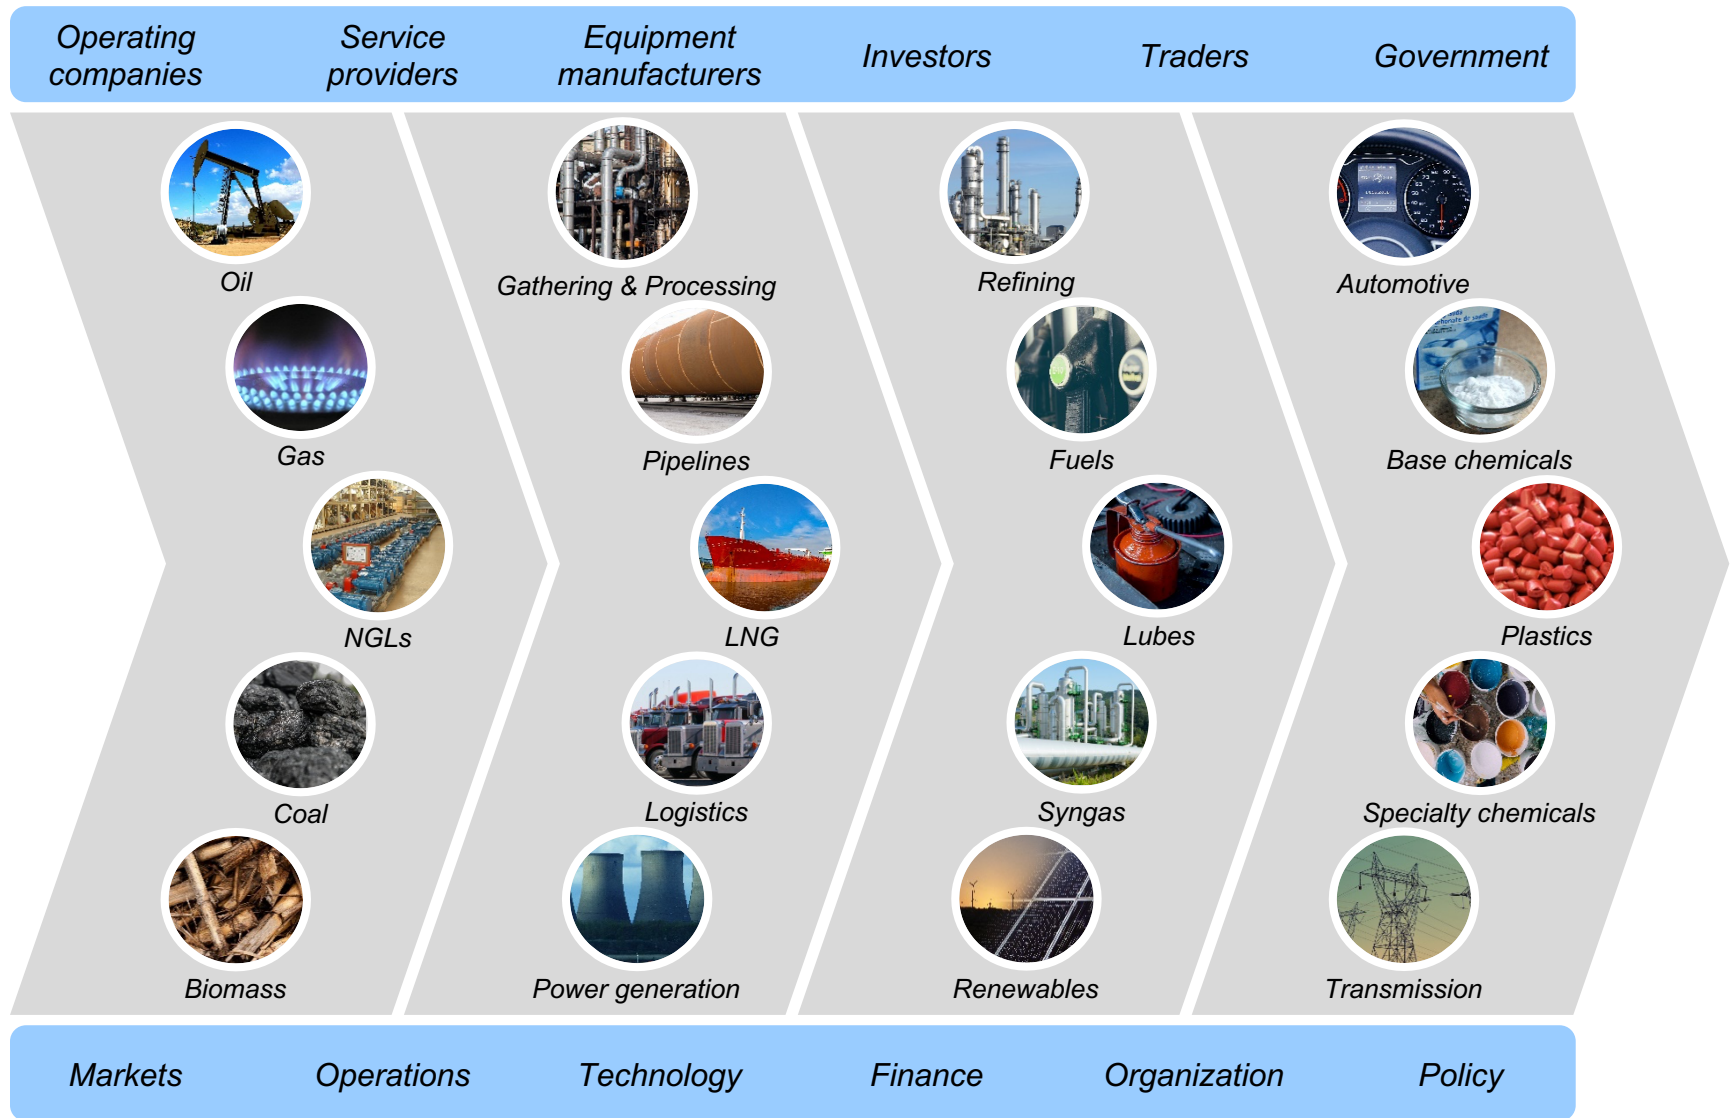 Operating companies
Service providers
Equipment manufacturers
Investors
Traders
Government
Oil
Gas
NGLs
Coal
Biomass
Gathering & Processing
Pipelines
LNG
Logistics
Power generation
Refining
Fuels
Lubes
Syngas
Renewables
Automotive
Base chemicals
Plastics
Specialty chemicals
Transmission
Markets
Operations
Technology
Finance
Organization
Policy